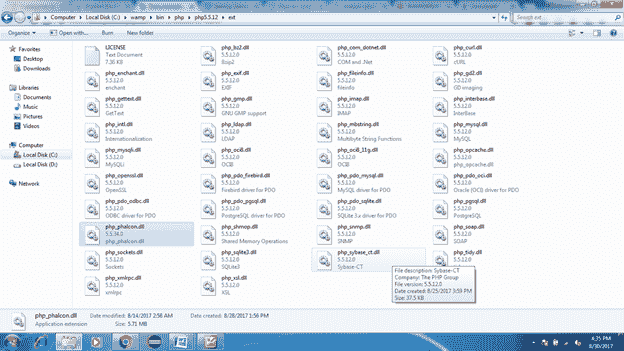 Computer ▸ Local Disk (C:) ▸ wamp ▸ bin ▸ php ▸ php5.5.12 ▸ ext
Search ext
Organize Open with... Burn New folder
Favorites
Desktop
Downloads
Libraries
Documents
Music
Pictures
Videos
Computer
Local Disk (C:)
Local Disk (D:)
Network
LICENSE
Text Document
7.16 KB
php_bz2.dll
5.5.12.0
Bzip2
php_com_dotnet.dll
5.5.12.0
COM and .Net
php_curl.dll
5.5.12.0
cURL
php_enchant.dll
5.5.12.0
enchant
php_exif.dll
5.5.12.0
EXIF
php_fileinfo.dll
5.5.12.0
fileinfo
php_gd2.dll
5.5.12.0
GD imaging
php_gettext.dll
5.5.12.0
GetText
php_gmp.dll
5.5.12.0
GNU GMP support
php_imap.dll
5.5.12.0
IMAP
php_interbase.dll
5.5.12.0
InterBase
php_intl.dll
5.5.12.0
Internationalization
php_ldap.dll
5.5.12.0
LDAP
php_mbstring.dll
5.5.12.0
Multibyte String Functions
php_mysql.dll
5.5.12.0
MySQL
php_mysqli.dll
5.5.12.0
MySQLi
php_oci8.dll
5.5.12.0
OCI8
php_oci8_11g.dll
5.5.12.0
OCI8
php_opcache.dll
5.5.12.0
php_opcache.dll
php_openssl.dll
5.5.12.0
OpenSSL
php_pdo_firebird.dll
5.5.12.0
Firebird driver for PDO
php_pdo_mysql.dll
5.5.12.0
MySQL driver for PDO
php_pdo_oci.dll
5.5.12.0
Oracle (OCI) driver for PDO
php_pdo_odbc.dll
5.5.12.0
ODBC driver for PDO
php_pdo_pgsql.dll
5.5.12.0
PostgreSQL driver for PDO
php_pdo_sqlite.dll
5.5.12.0
SQLite 3.x driver for PDO
php_pgsql.dll
5.5.12.0
PostgreSQL
php_phalcon.dll
5.5.34.0
php_phalcon.dll
php_shmop.dll
5.5.12.0
Shared Memory Operations
php_snmp.dll
5.5.12.0
SNMP
php_soap.dll
5.5.12.0
SOAP
php_sockets.dll
5.5.12.0
Sockets
php_sqlite3.dll
5.5.12.0
SQLite3
php_sybase_ct.dll
5.5.12.0
Sybase-CT
php_tidy.dll
5.5.12.0
php_xmlrpc.dll
5.5.12.0
xmlrpc
php_xsl.dll
5.5.12.0
XSL
File description: Sybase-CT
Company: The PHP Group
File version: 5.5.12.0
Date created: 8/25/2017 3:59 PM
Size: 37.5 KB
php_phalcon.dll Date modified: 8/14/2017 2:58 AM Date created: 8/28/2017 1:56 PM
Application extension Size: 5.71 MB
4:35 PM
8/30/2017